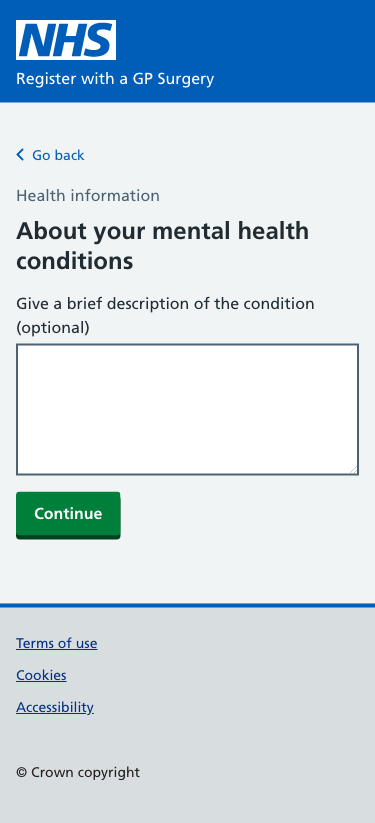 NHS
Register with a GP Surgery
Go back
Health information
About your mental health
conditions
Give a brief description of the condition
(optional)
Continue
Terms of use
Cookies
Accessibility
© Crown copyright